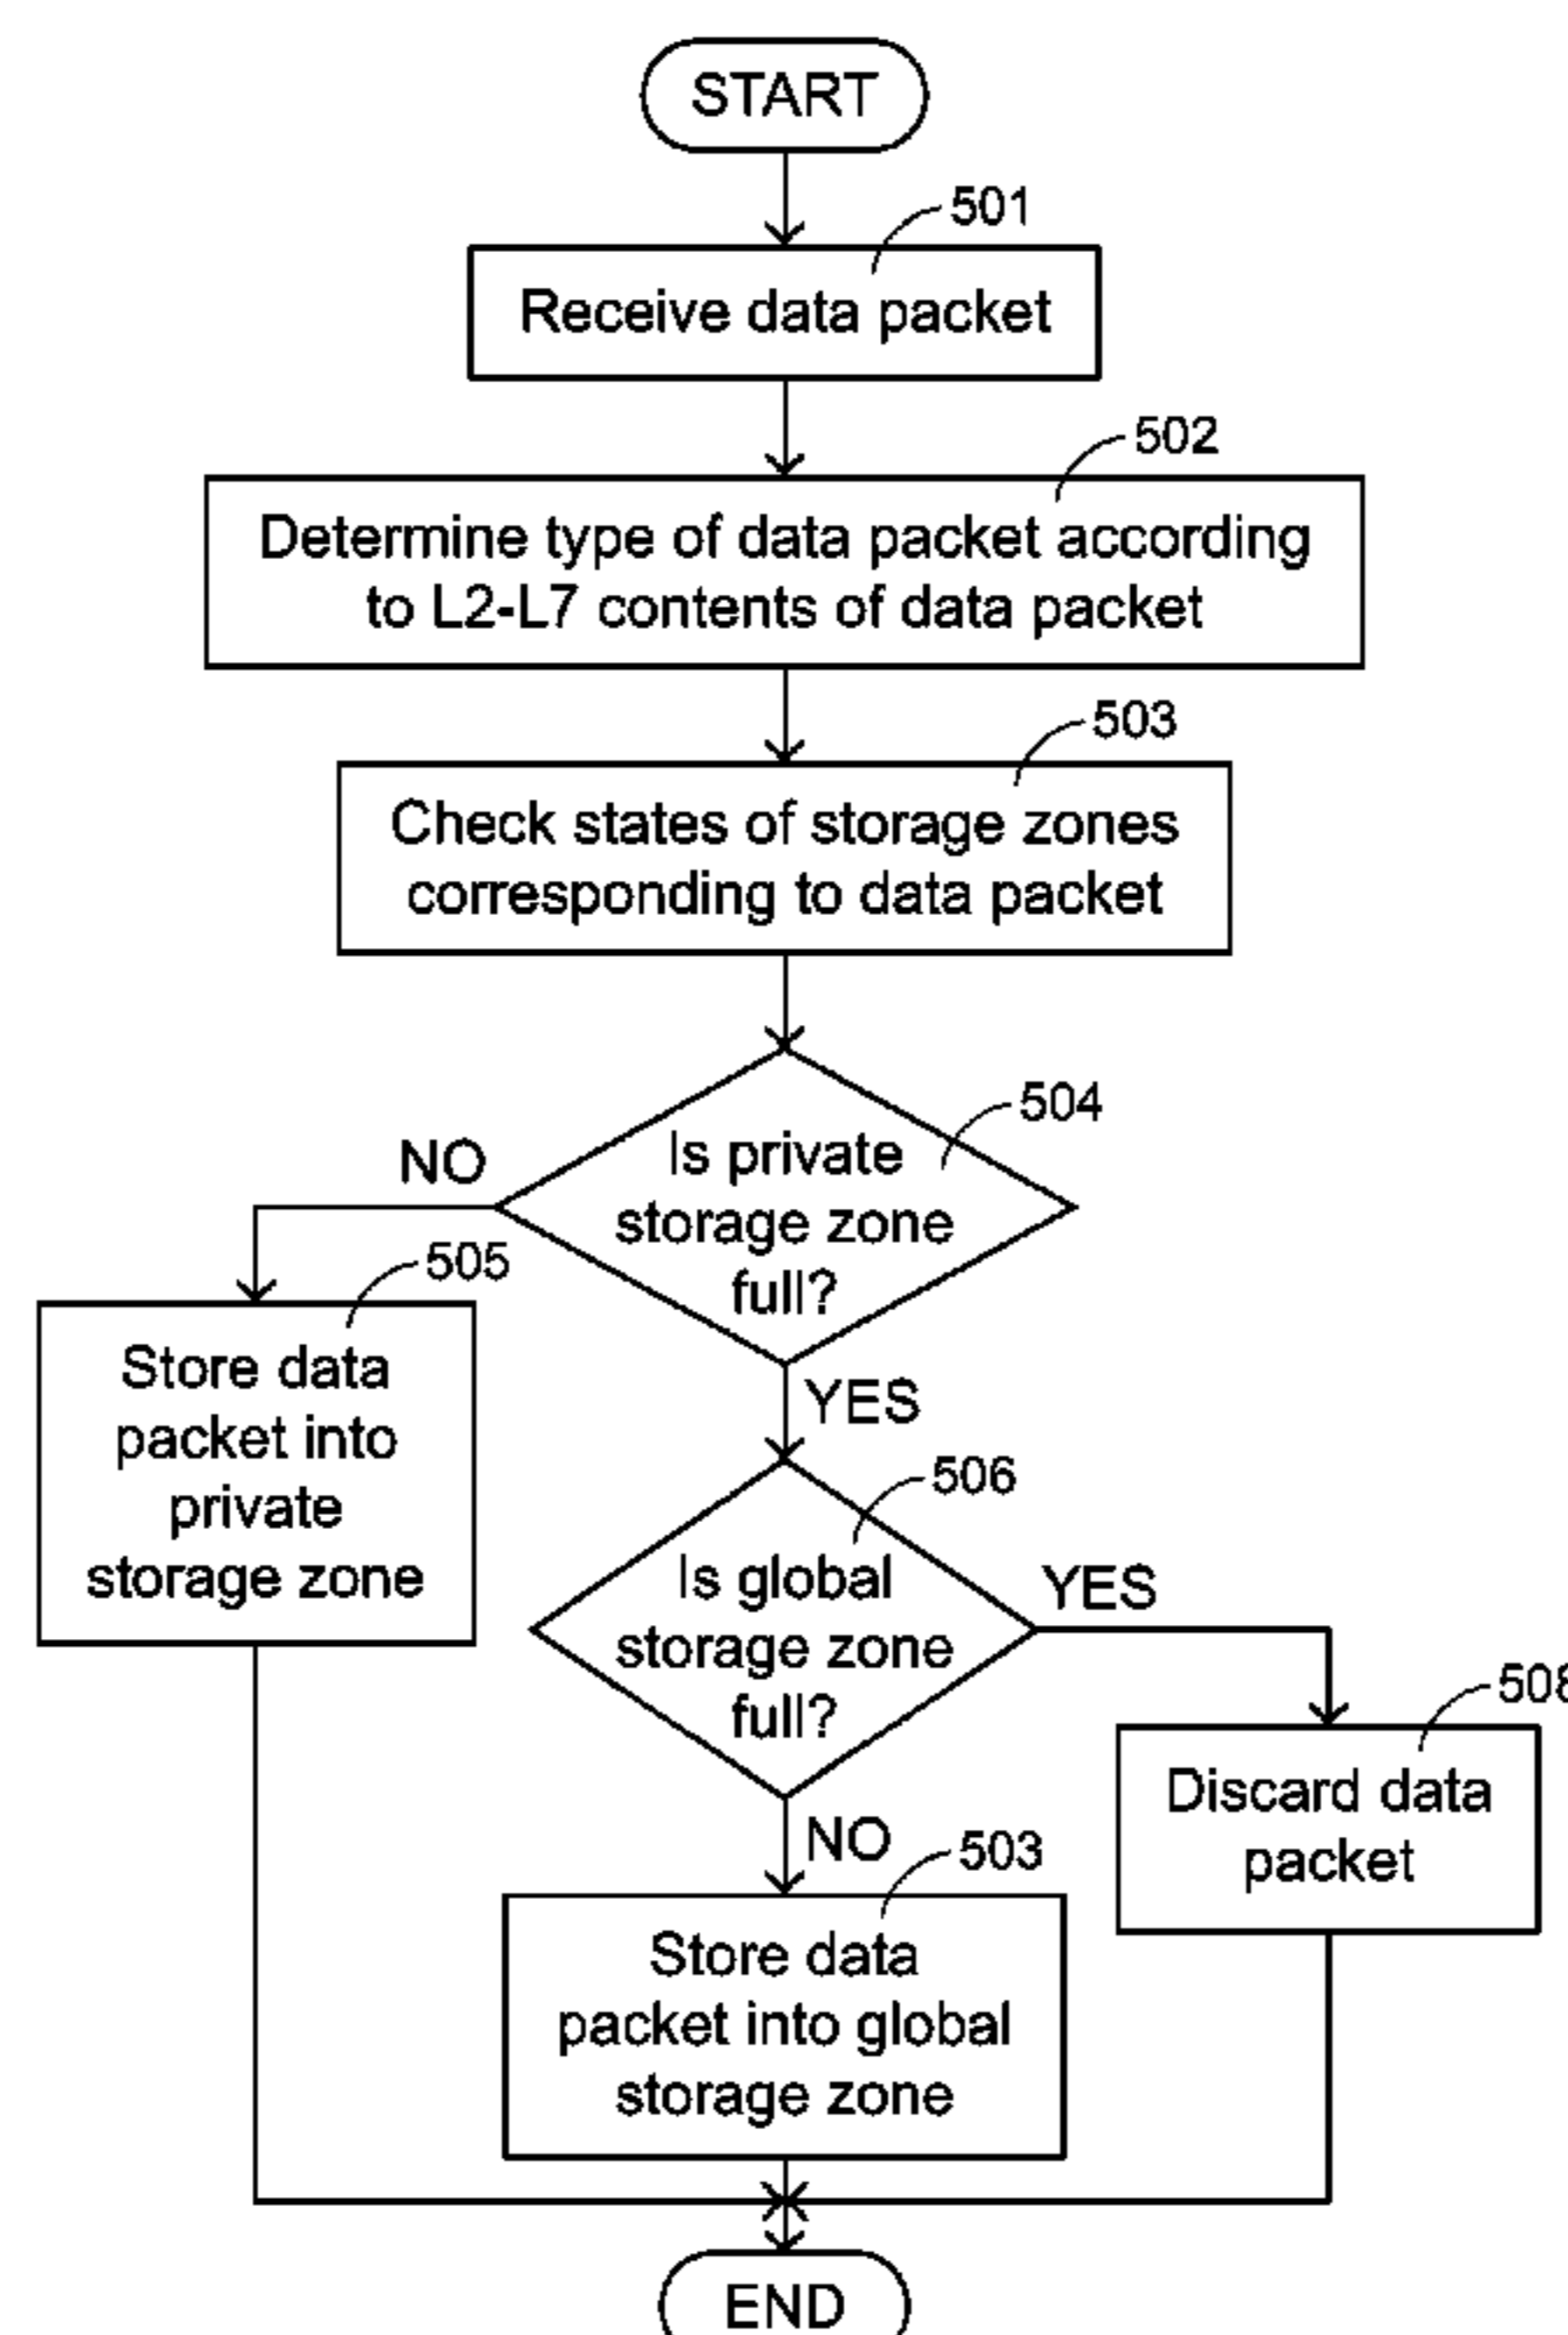 START
501
Receive data packet
502
Determine type of data packet according
to L2-L7 contents of data packet
503
Check states of storage zones
corresponding to data packet
504
Is private
storage zone
full?
NO
YES
505
Store data
packet into
private
storage zone
506
Is global
storage zone
full?
YES
NO
508
Discard data
packet
503
Store data
packet into global
storage zone
END